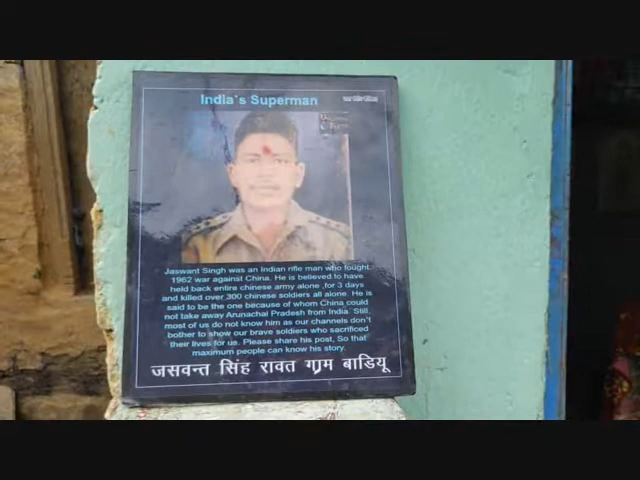 India's Superman
Jaswant Singh was an Indian rifle man who fought
1962 war against China. He is believed to have
held back entire chinese army alone ,for 3 days
and killed over 300 chinese soldiers all alone. He is
said to be the one because of whom China could
not take away Arunachal Pradesh from India. Still,
most of us do not know him as our channels don't
bother to show our brave soldiers who sacrificed
their lives for us. Please share his post, So that
maximum people can know his story.
जसवन्त सिंह रावत ग्राम बाडियू